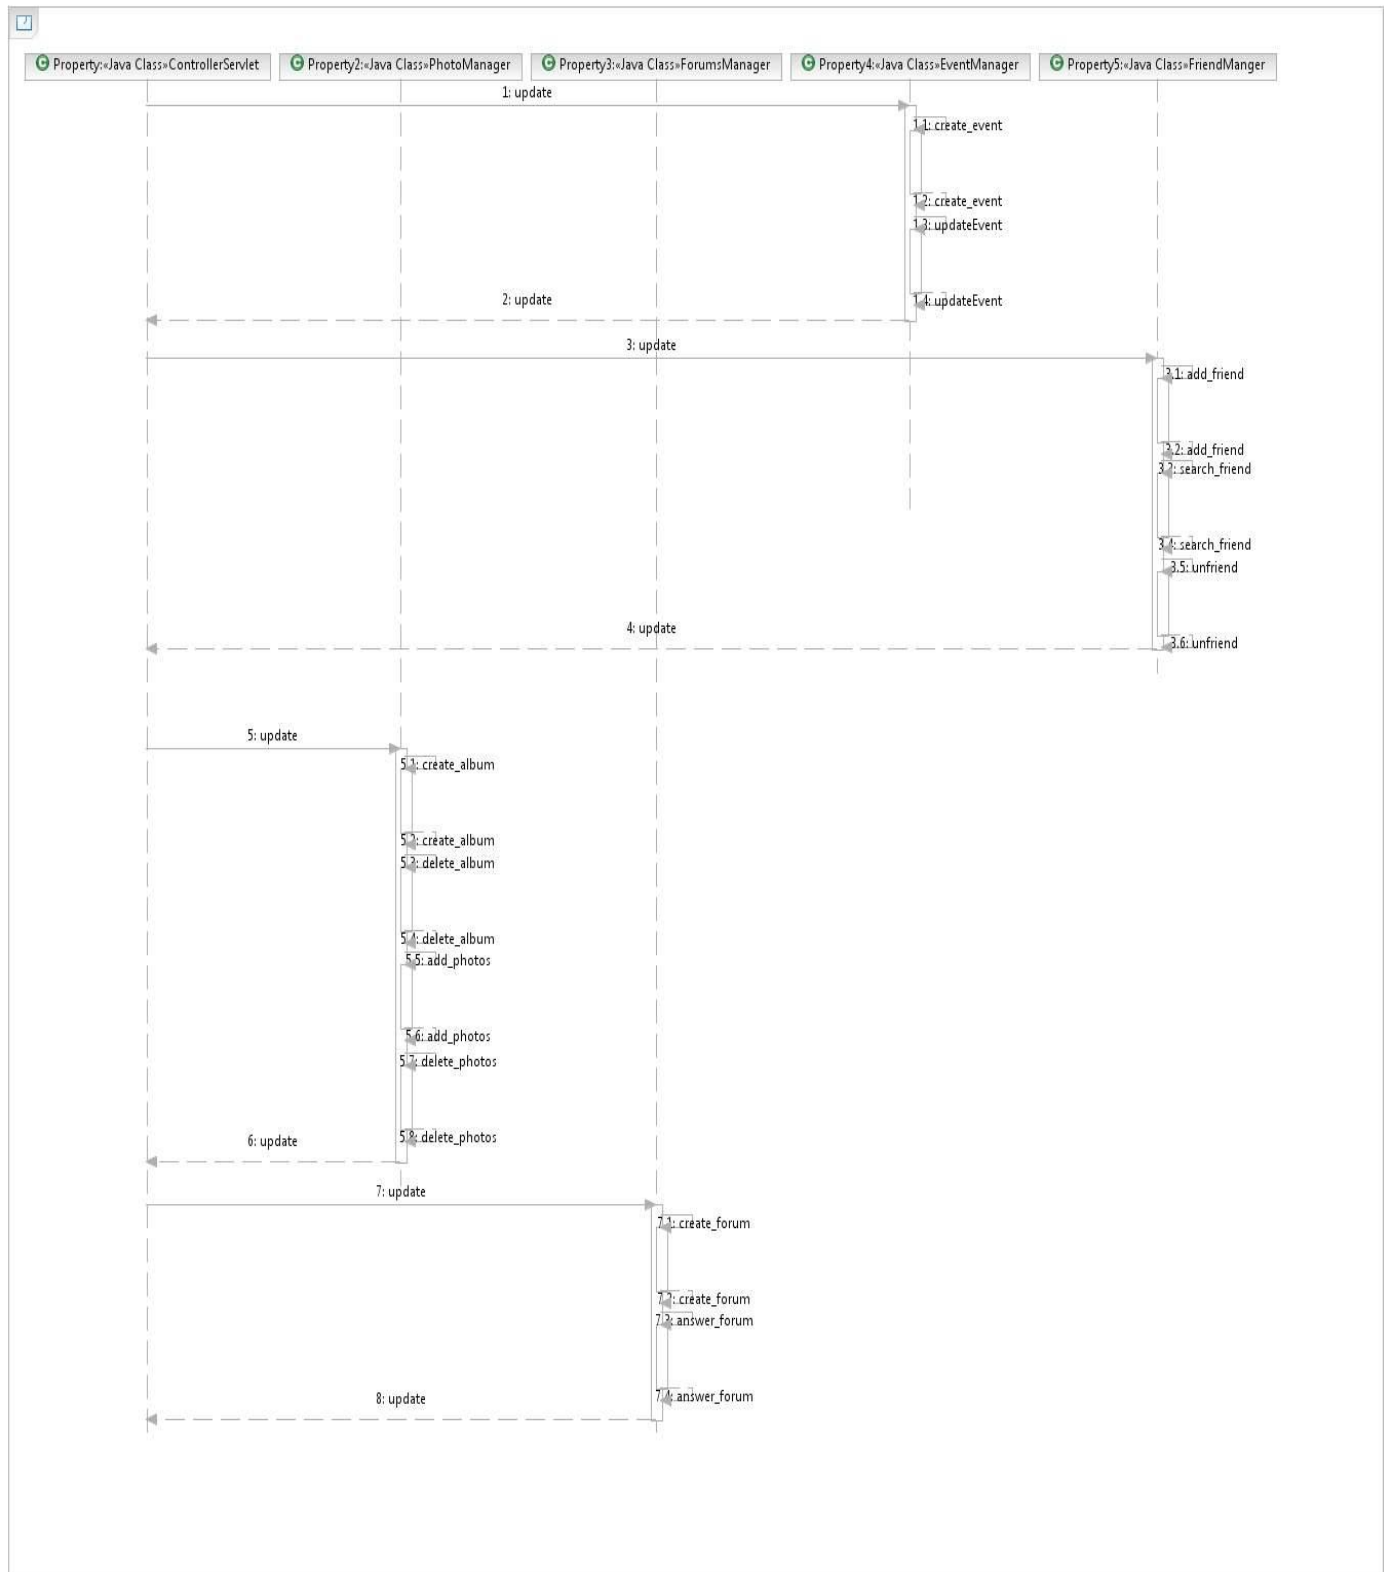 Property:«Java Class»ControllerServlet
Property2:«Java Class»PhotoManager
Property3:«Java Class»ForumsManager
Property4:«Java Class»EventManager
Property5:«Java Class»FriendManger
1: update
1.1: create_event
1.2: create_event
1.3: updateEvent
2: update
1.4: updateEvent
3: update
3.1: add_friend
3.2: add_friend
3.3: search_friend
3.4: search_friend
3.5: unfriend
4: update
3.6: unfriend
5: update
5.1: create_album
5.2: create_album
5.3: delete_album
5.4: delete_album
5.5: add_photos
5.6: add_photos
5.7: delete_photos
5.8: delete_photos
6: update
7: update
7.1: create_forum
7.2: create_forum
7.3: answer_forum
7.4: answer_forum
8: update